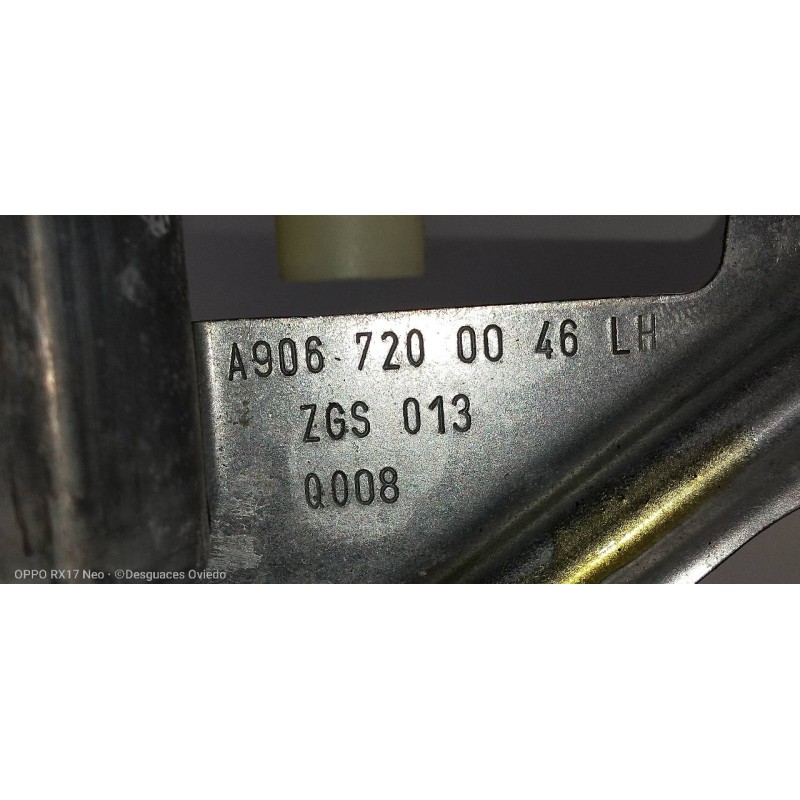 A906 720 00 46 LH
ZGS 013
Q008
OPPO RX17 Neo · ©Desguaces Oviedo